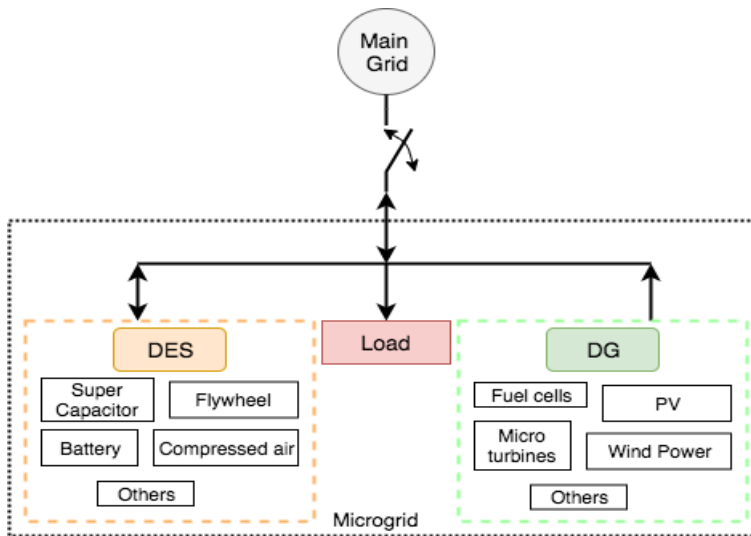 Main
Grid
DES
Load
DG
Super
Capacitor
Flywheel
Battery
Compressed air
Others
Fuel cells
PV
Micro
turbines
Wind Power
Others
Microgrid